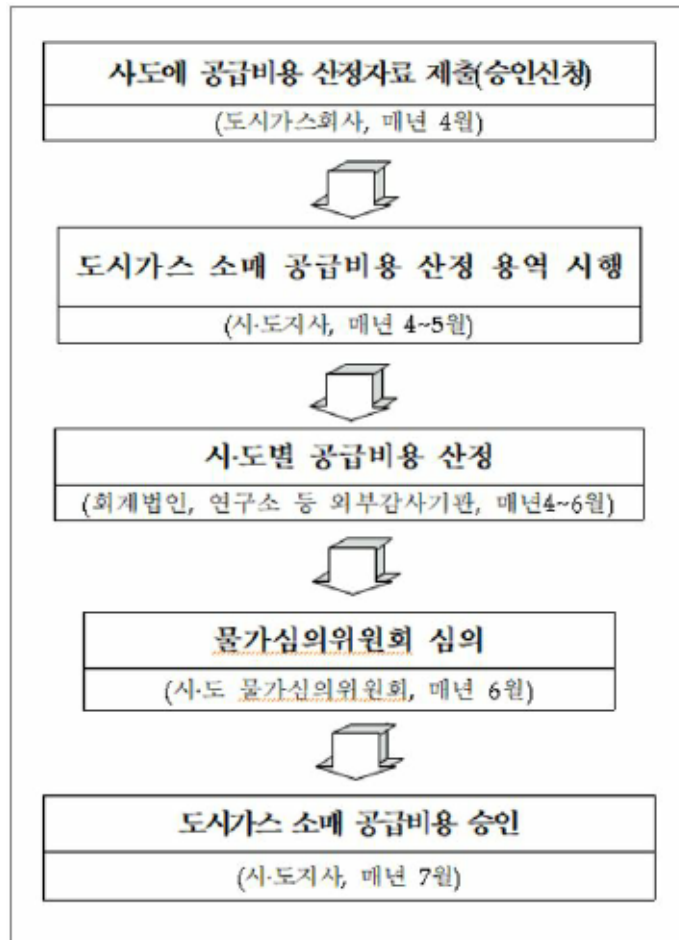 사도에 공급비용 산정자료 제출(승인신청)
(도시가스회사, 매년 4월)
도시가스 소매 공급비용 산정 용역 시행
(시·도지사, 매년 4~5월)
시·도별 공급비용 산정
(회계법인, 연구소 등 외부감사기관, 매년4~6월)
물가심의위원회 심의
(시·도 물가심의위원회, 매년 6월)
도시가스 소매 공급비용 승인
(시·도지사, 매년 7월)